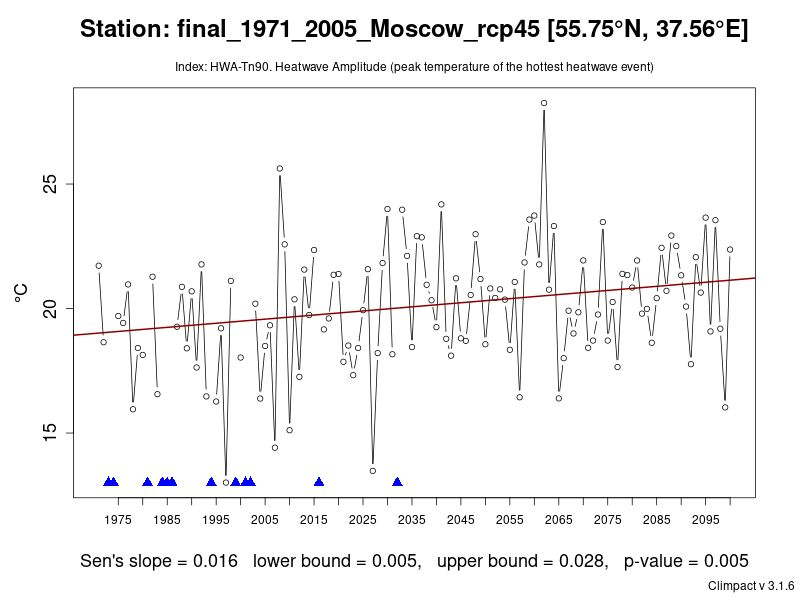 Station: final_1971_2005_Moscow_rcp45 [55.75°N, 37.56°E]
Index: HWA-Tn90. Heatwave Amplitude (peak temperature of the hottest heatwave event)
25
20
15
°C
1975 1985 1995 2005 2015 2025 2035 2045 2055 2065 2075 2085 2095
Sen's slope = 0.016 lower bound = 0.005, upper bound = 0.028, p-value = 0.005
Climpact v 3.1.6